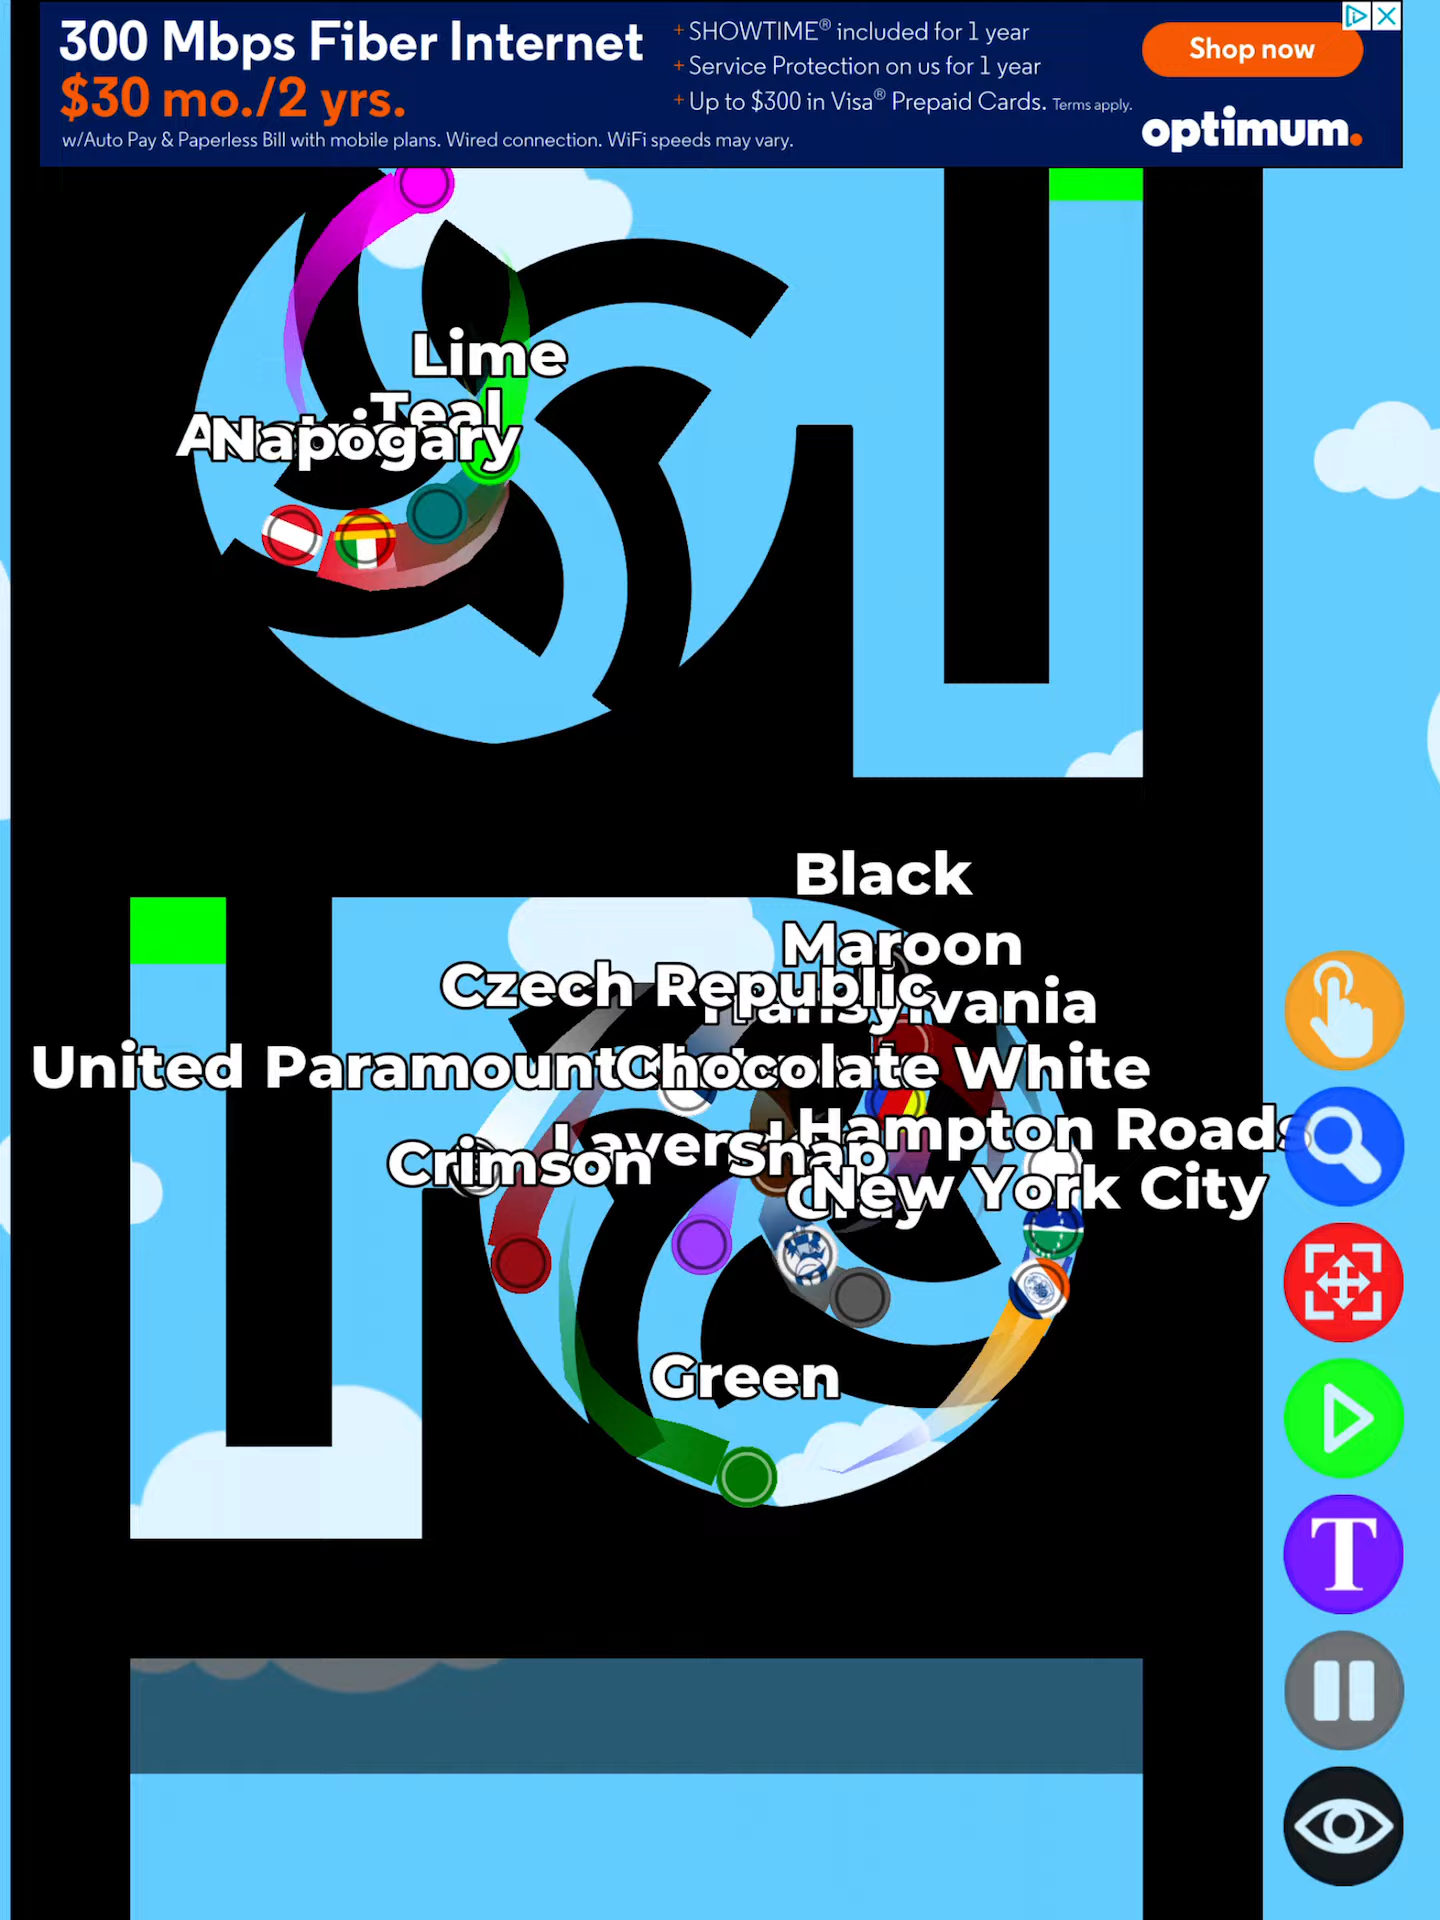 300 Mbps Fiber Internet
$30 mo./2 yrs.
w/Auto Pay & Paperless Bill with mobile plans. Wired connection. WiFi speeds may vary.
+ SHOWTIME® included for 1 year
+ Service Protection on us for 1 year
+ Up to $300 in Visa® Prepaid Cards. Terms apply.
Shop now
optimum.
Lime
Teal
Napogary
Black
Maroon
Czech Republic
Transylvania
United Paramount
Chocolate
White
Hampton Roads
Snap
Crimson
New York City
Green
T